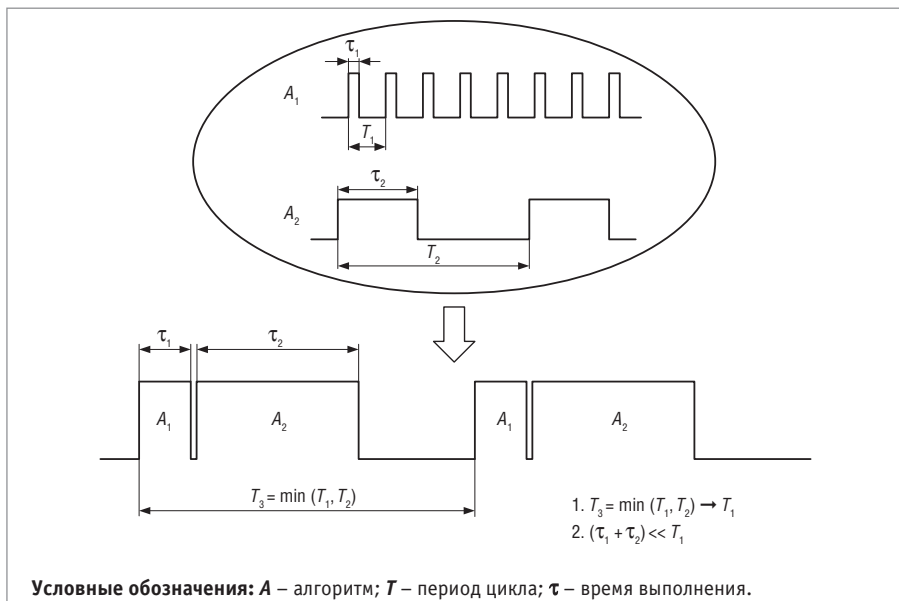 τ₁
A₁
T₁
τ₂
A₂
T₂
τ₁ τ₂
A₁ A₂ A₁ A₂
T₃ = min (T₁, T₂)
1. T₃ = min (T₁, T₂) → T₁
2. (τ₁ + τ₂) << T₁
Условные обозначения: A – алгоритм; T – период цикла; τ – время выполнения.